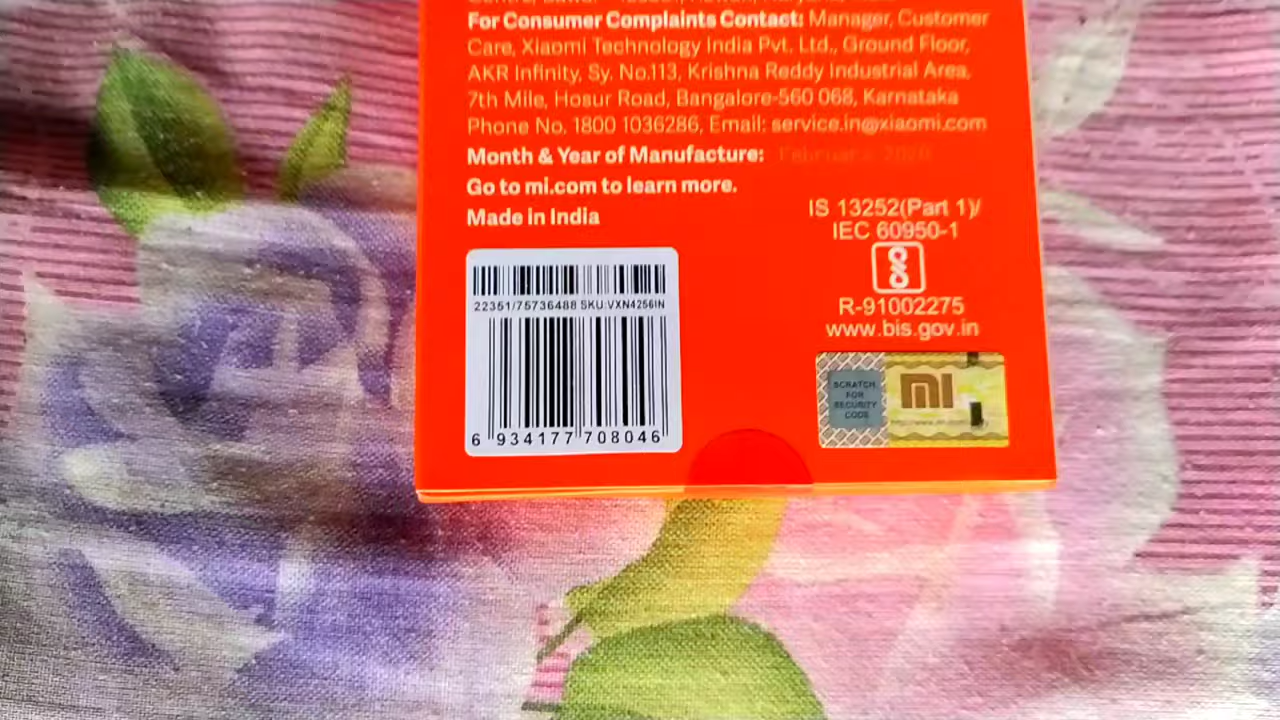 For Consumer Complaints Contact: Manager, Customer
Care, Xiaomi Technology India Pvt. Ltd., Ground Floor,
AKR Infinity, Sy. No.113, Krishna Reddy Industrial Area,
7th Mile, Hosur Road, Bangalore-560 068, Karnataka
Phone No. 1800 1036286, Email: service.in@xiaomi.com
Month & Year of Manufacture: February, 2020
Go to mi.com to learn more.
Made in India
IS 13252(Part 1)/
IEC 60950-1
R-91002275
www.bis.gov.in
22351/75736488 SKU:VXN4256IN
6 934177 708046
SCRATCH
FOR
SECURITY
CODE
mi